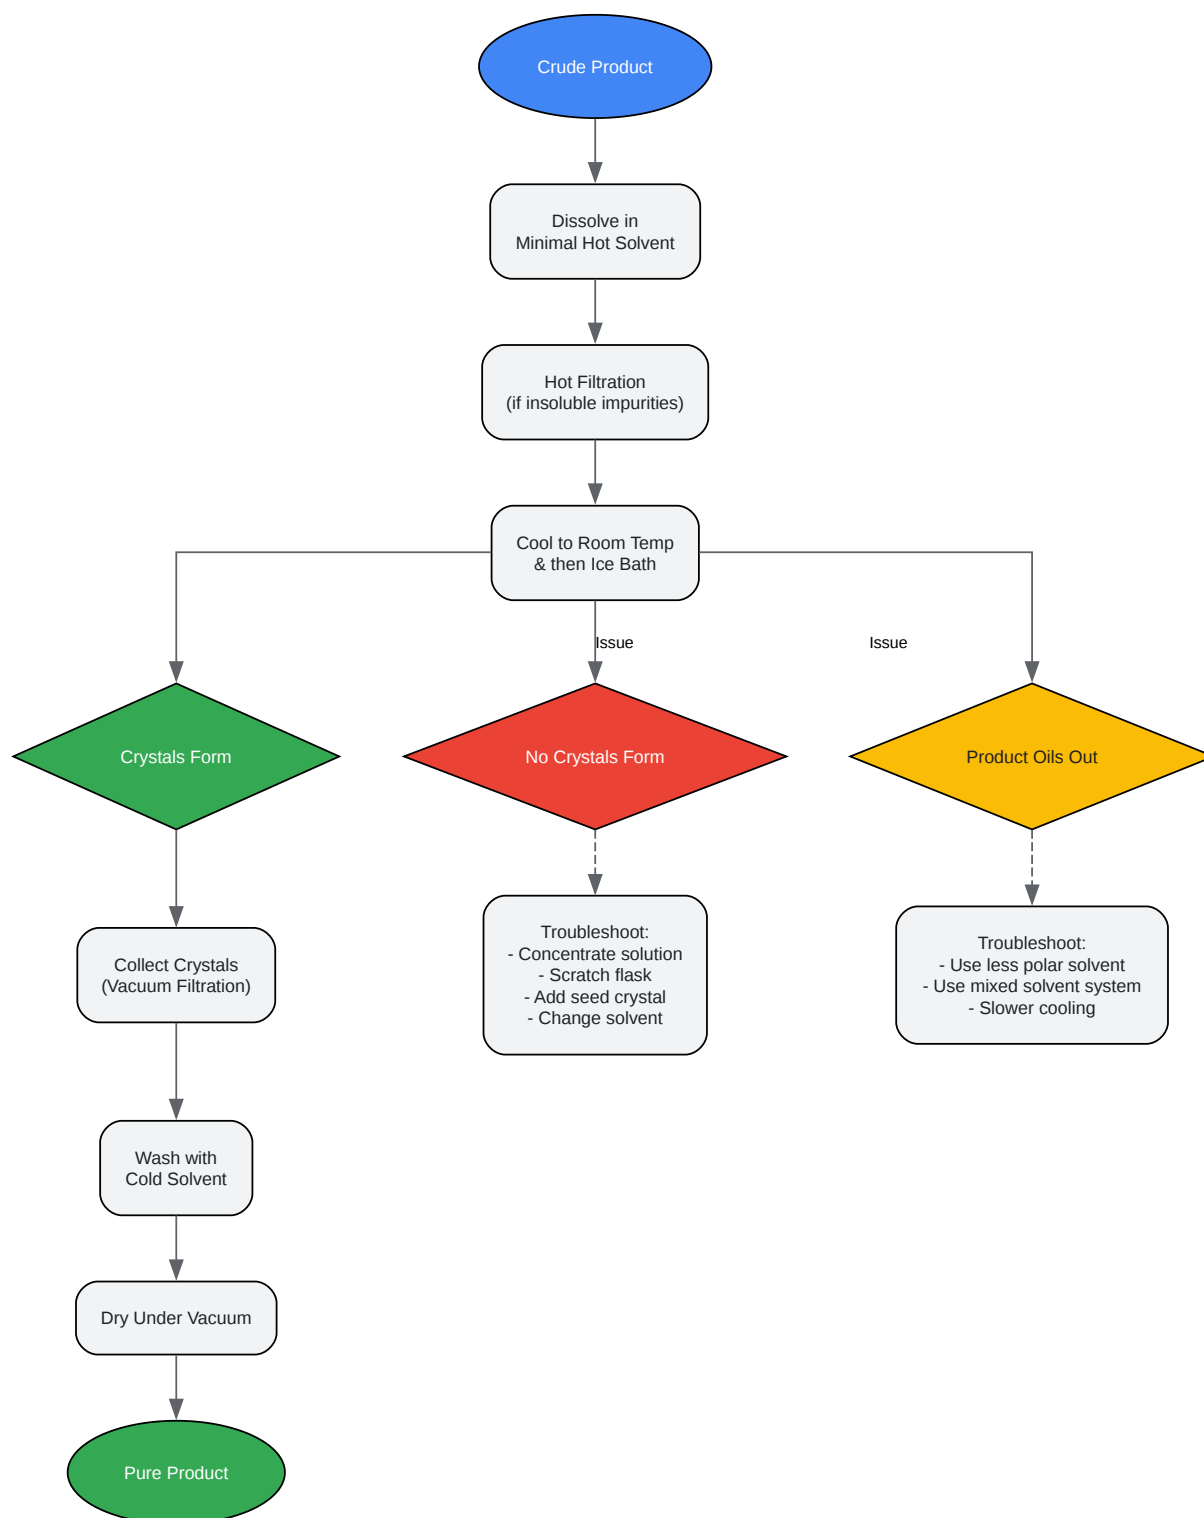 Crude Product
Dissolve in
Minimal Hot Solvent
Hot Filtration
(if insoluble impurities)
Cool to Room Temp
& then Ice Bath
Issue
Issue
Crystals Form
No Crystals Form
Product Oils Out
Collect Crystals
(Vacuum Filtration)
Troubleshoot:
- Concentrate solution
- Scratch flask
- Add seed crystal
- Change solvent
Troubleshoot:
- Use less polar solvent
- Use mixed solvent system
- Slower cooling
Wash with
Cold Solvent
Dry Under Vacuum
Pure Product